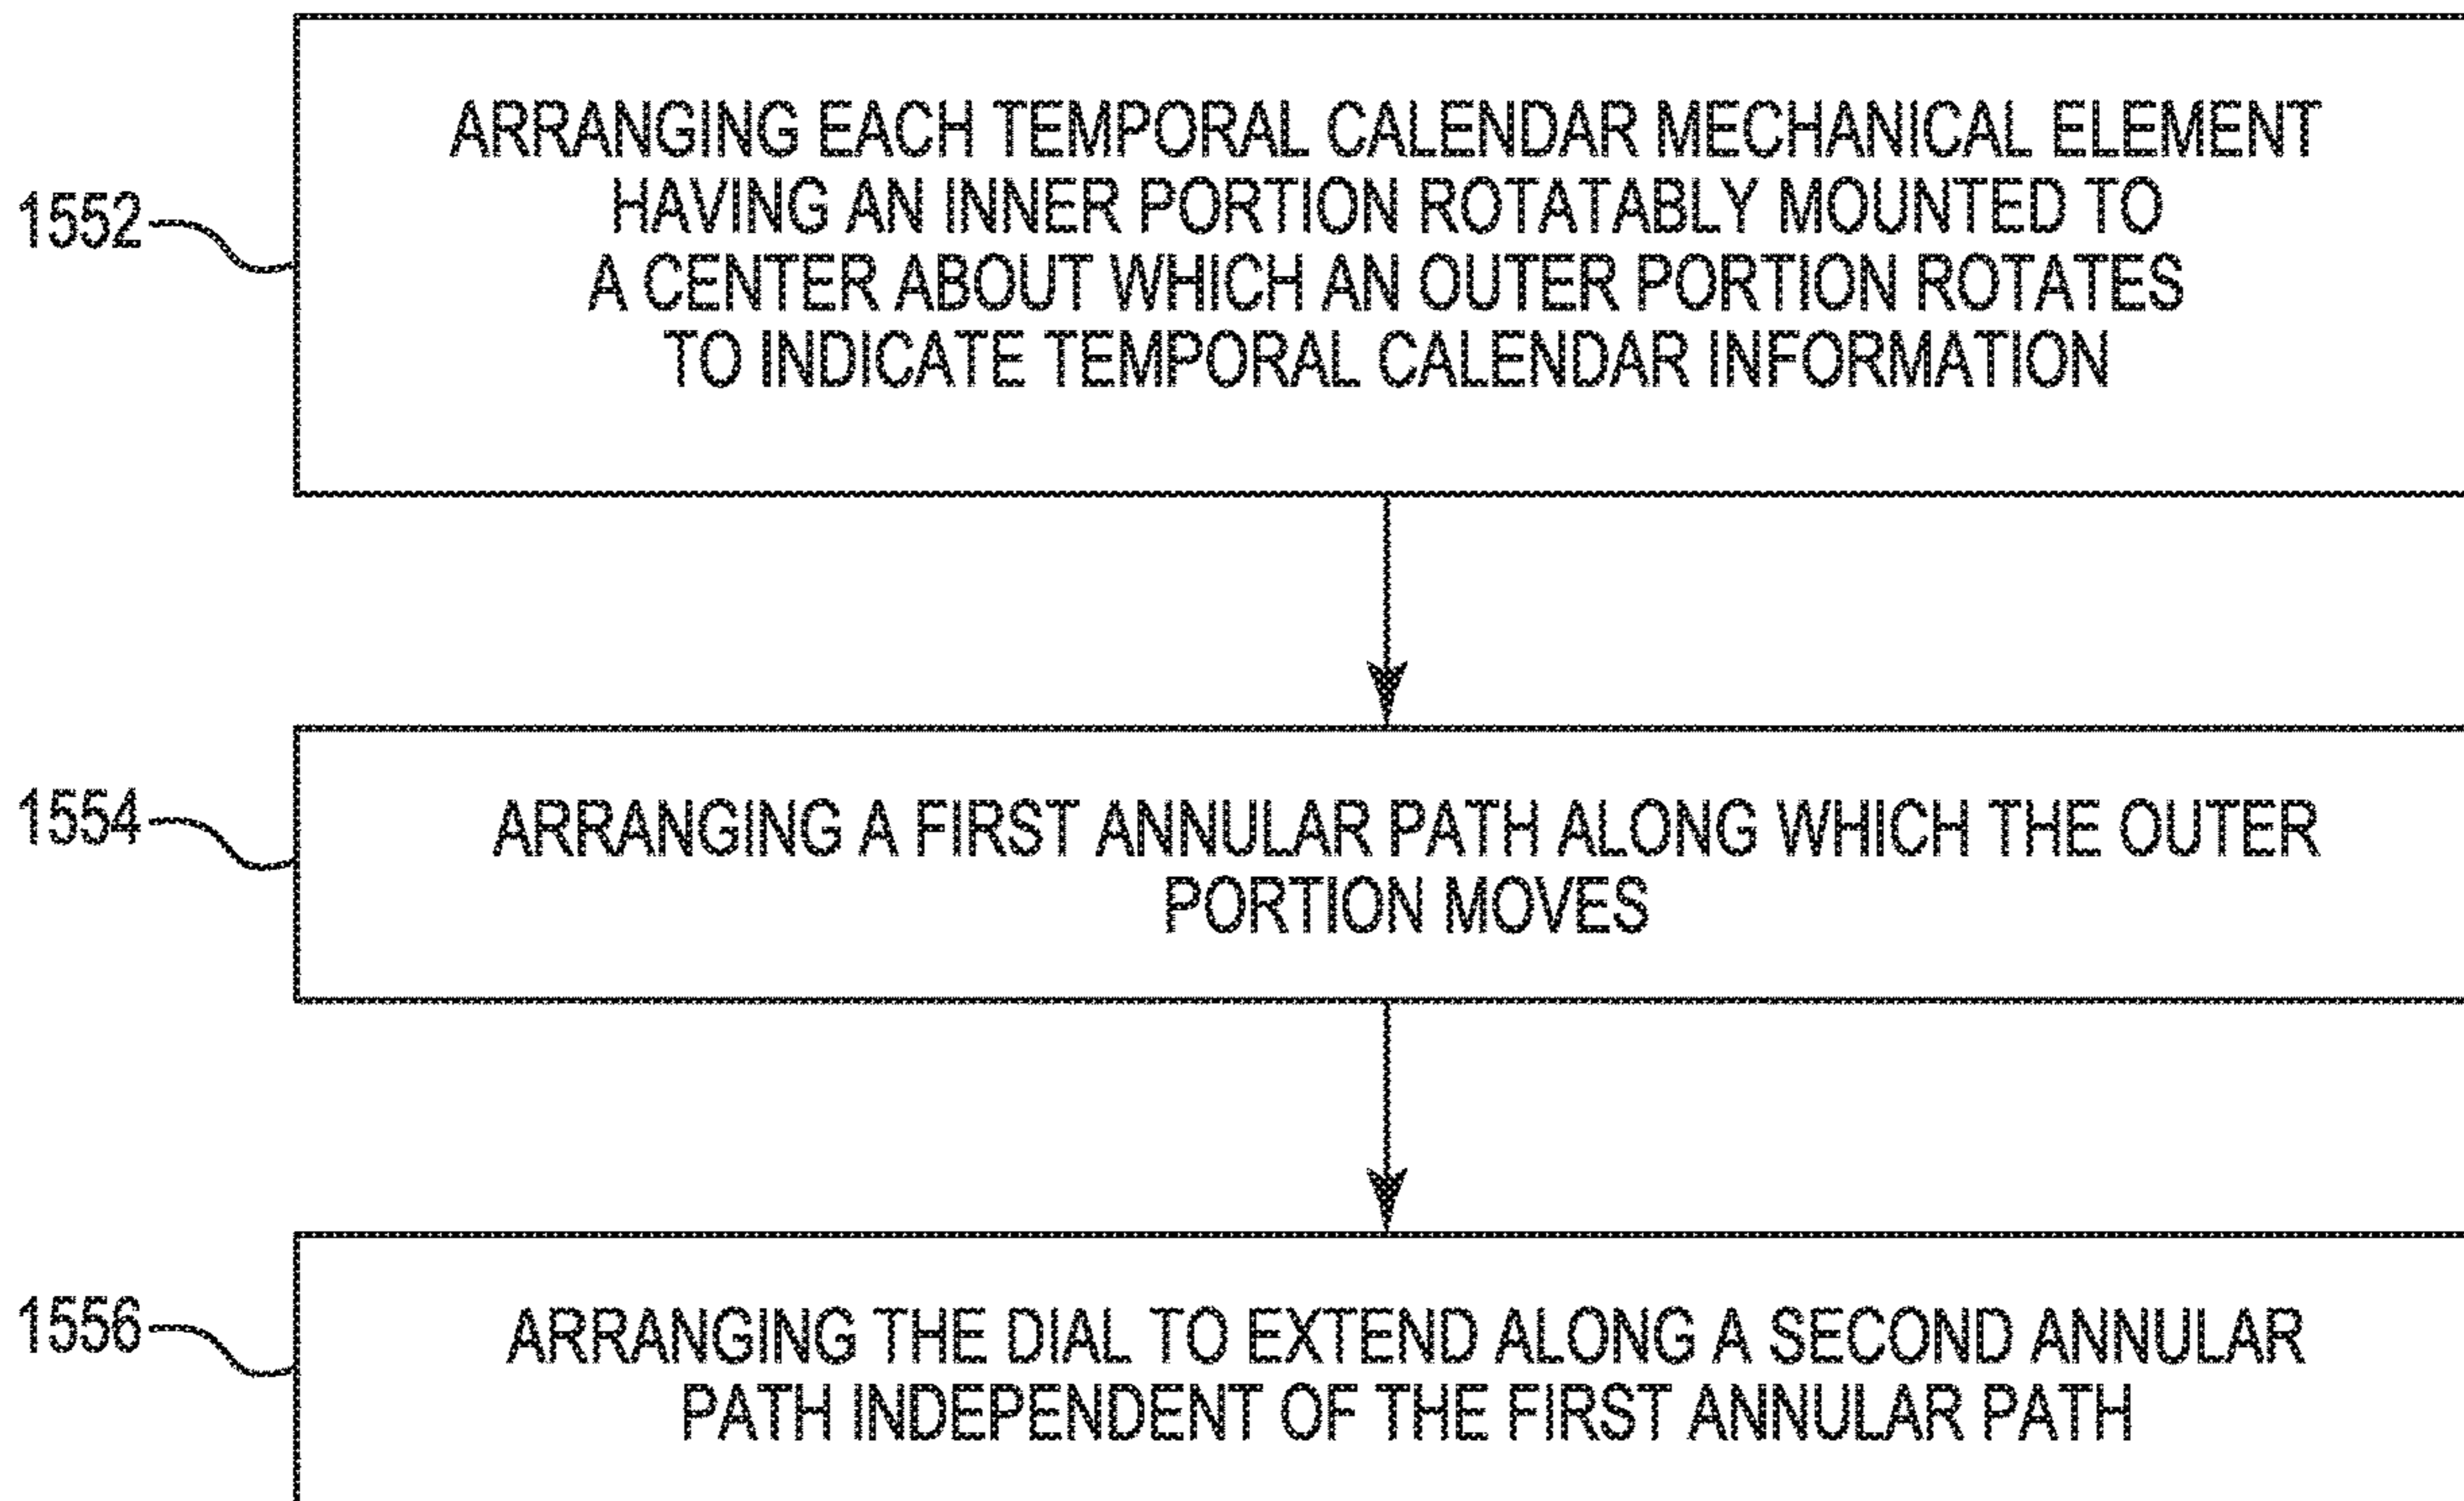 1552
ARRANGING EACH TEMPORAL CALENDAR MECHANICAL ELEMENT
HAVING AN INNER PORTION ROTATABLY MOUNTED TO
A CENTER ABOUT WHICH AN OUTER PORTION ROTATES
TO INDICATE TEMPORAL CALENDAR INFORMATION
1554
ARRANGING A FIRST ANNULAR PATH ALONG WHICH THE OUTER
PORTION MOVES
1556
ARRANGING THE DIAL TO EXTEND ALONG A SECOND ANNULAR
PATH INDEPENDENT OF THE FIRST ANNULAR PATH